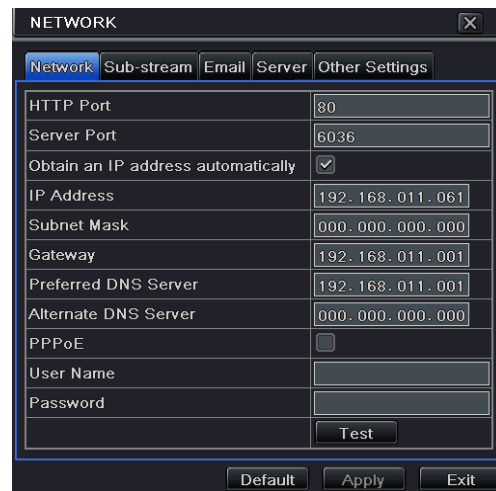 NETWORK
Network Sub-stream Email Server Other Settings
HTTP Port 80
Server Port 6036
Obtain an IP address automatically
IP Address 192.168.011.061
Subnet Mask 000.000.000.000
Gateway 192.168.011.001
Preferred DNS Server 192.168.011.001
Alternate DNS Server 000.000.000.000
PPPoE
User Name
Password
Test
Default Apply Exit